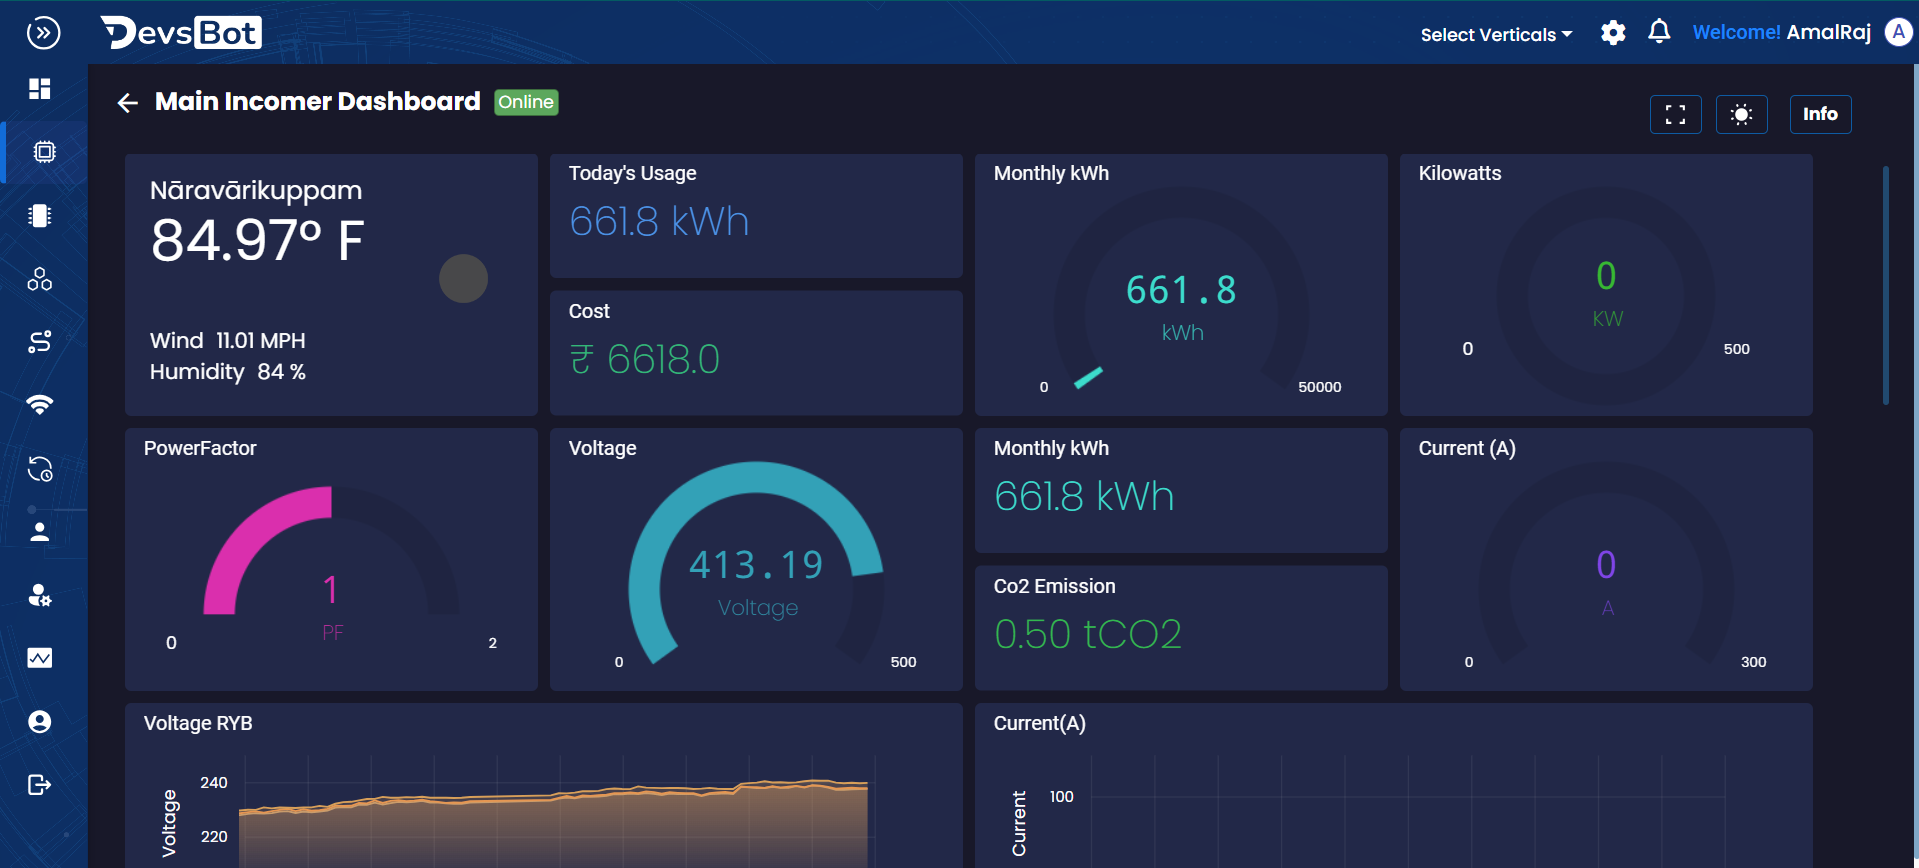 DevsBot
Select Verticals
Welcome! AmalRaj
A
Main Incomer Dashboard
Online
Info
Nāravārikuppam
84.97° F
Wind 11.01 MPH
Humidity 84 %
Today's Usage
661.8 kWh
Cost
₹ 6618.0
Monthly kWh
661.8
kWh
0
50000
Kilowatts
0
KW
0
500
PowerFactor
1
PF
0
2
Voltage
413.19
Voltage
0
500
Monthly kWh
661.8 kWh
Co2 Emission
0.50 tCO2
Current (A)
0
A
0
300
Voltage RYB
Voltage
240
220
Current(A)
Current
100